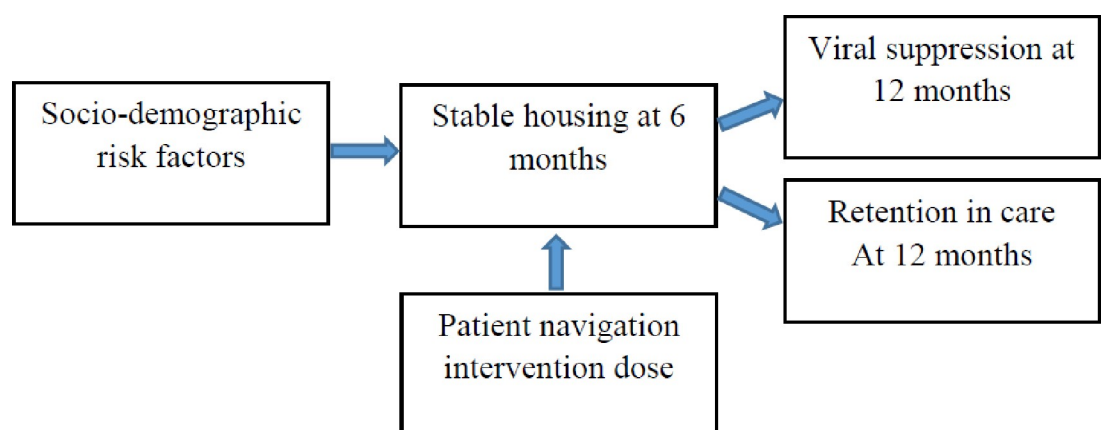 Socio-demographic
risk factors
Stable housing at 6
months
Viral suppression at
12 months
Retention in care
At 12 months
Patient navigation
intervention dose